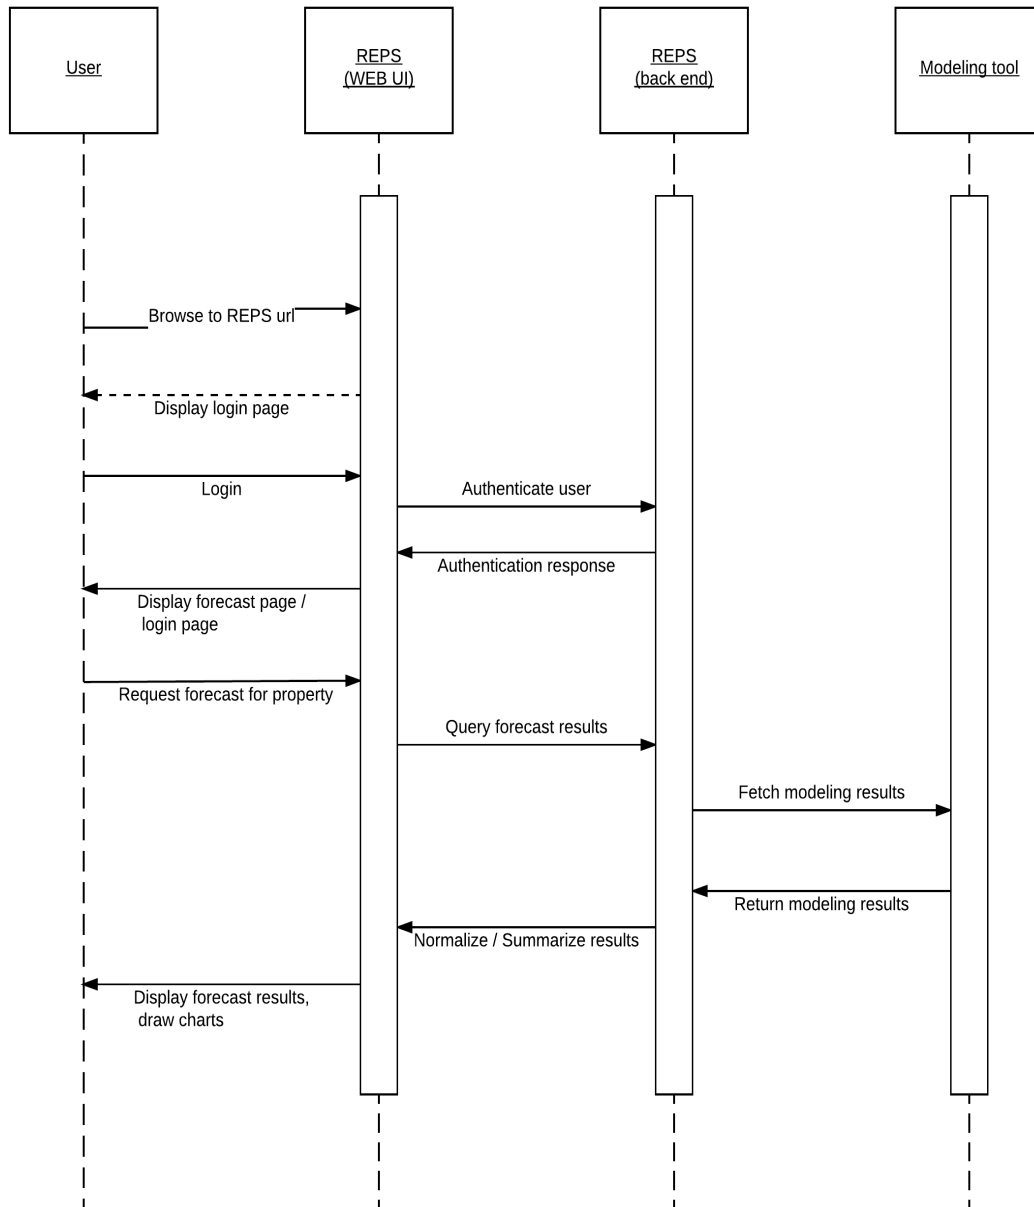 User
REPS
(WEB UI)
REPS
(back end)
Modeling tool
Browse to REPS url
Display login page
Login
Authenticate user
Authentication response
Display forecast page /
login page
Request forecast for property
Query forecast results
Fetch modeling results
Return modeling results
Normalize / Summarize results
Display forecast results,
draw charts